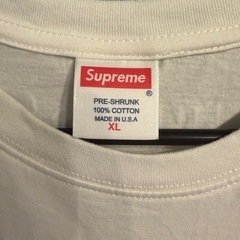 Supreme
®
PRE-SHRUNK
100% COTTON
MADE IN U.S.A
XL